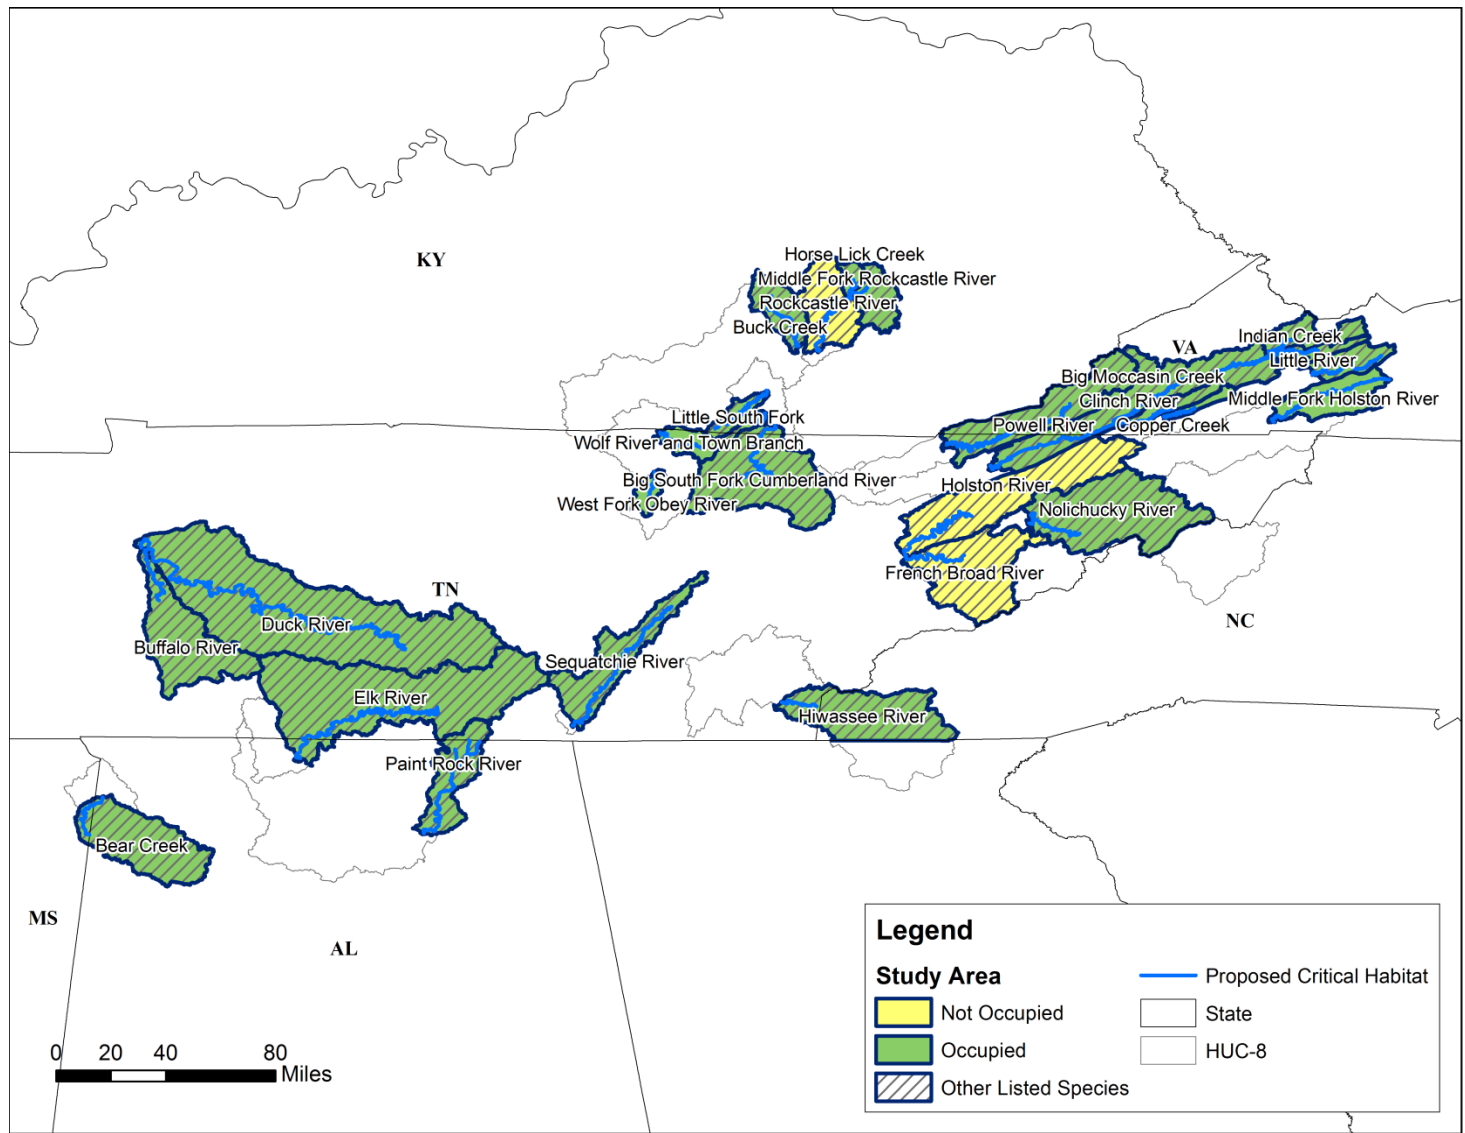 Horse Lick Creek
KY
Middle Fork Rockcastle River
Rockcastle River
Buck Creek
Indian Creek
VA
Little River
Big Moccasin Creek
Clinch River
Middle Fork Holston River
Little South Fork
Powell River
Copper Creek
Wolf River and Town Branch
Big South Fork Cumberland River
Holston River
West Fork Obey River
Nolichucky River
French Broad River
TN
Duck River
NC
Buffalo River
Sequatchie River
Elk River
Hiwassee River
Paint Rock River
Bear Creek
MS
AL
Legend
Study Area
Not Occupied
Occupied
Other Listed Species
Proposed Critical Habitat
State
HUC-8
0 20 40 80
Miles